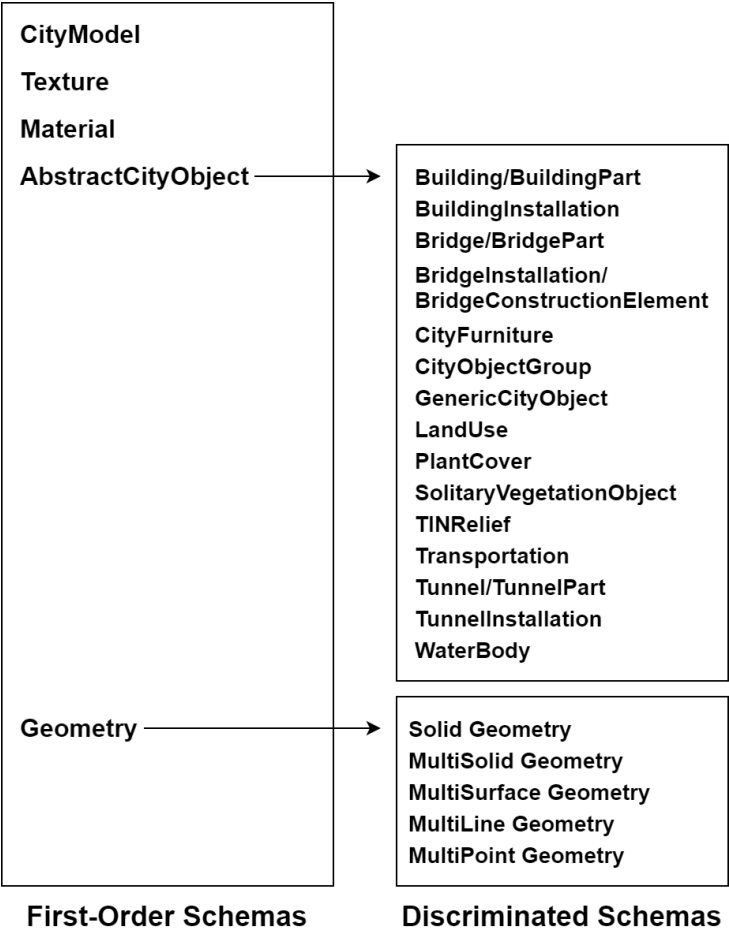 CityModel
Texture
Material
AbstractCityObject
Geometry
First-Order Schemas
Building/BuildingPart
BuildingInstallation
Bridge/BridgePart
BridgeInstallation/
BridgeConstructionElement
CityFurniture
CityObjectGroup
GenericCityObject
LandUse
PlantCover
SolitaryVegetationObject
TINRelief
Transportation
Tunnel/TunnelPart
TunnelInstallation
WaterBody
Solid Geometry
MultiSolid Geometry
MultiSurface Geometry
MultiLine Geometry
MultiPoint Geometry
Discriminated Schemas